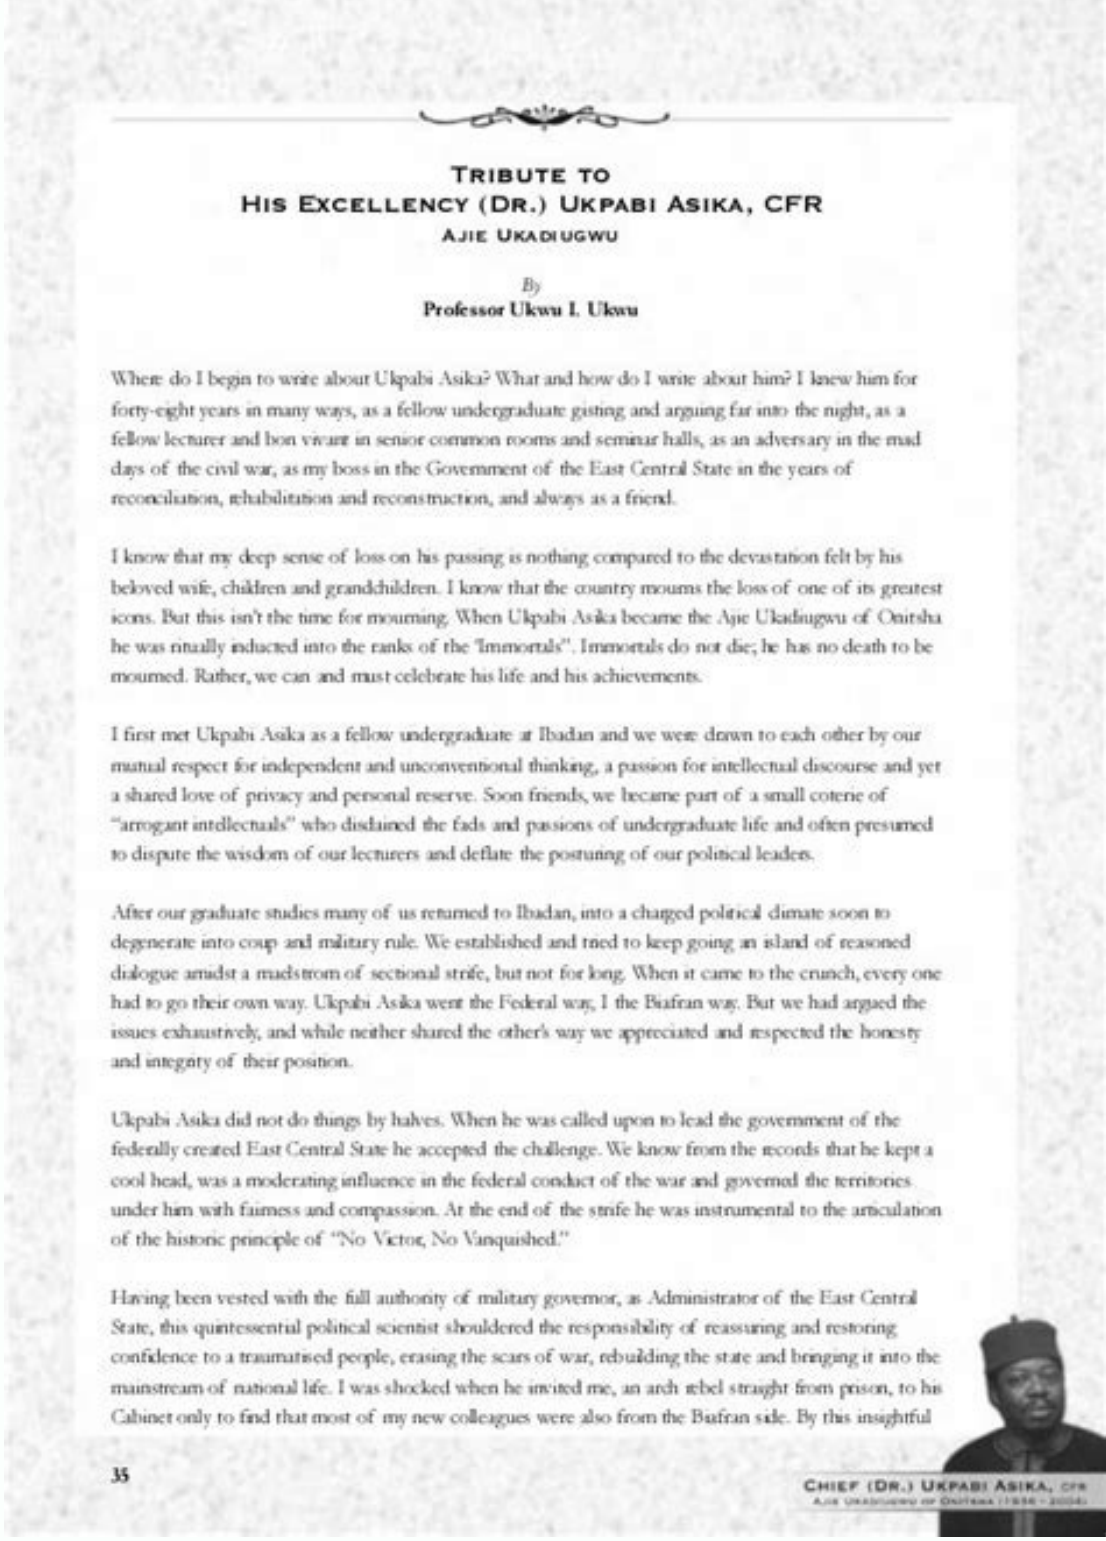 TRIBUTE TO
HIS EXCELLENCY (DR.) UKPABI ASIKA, CFR
AJIE UKADIUGWU
By
Professor Ukwu I. Ukwu
Where do I begin to write about Ukpabi Asika? What and how do I write about him? I knew him for
forty-eight years in many ways, as a fellow undergraduate gisting and arguing far into the night, as a
fellow lecturer and bon vivant in senior common rooms and seminar halls, as an adversary in the mad
days of the civil war, as my boss in the Government of the East Central State in the years of
reconciliation, rehabilitation and reconstruction, and always as a friend.
I know that my deep sense of loss on his passing is nothing compared to the devastation felt by his
beloved wife, children and grandchildren. I know that the country mourns the loss of one of its greatest
icons. But this isn't the time for mourning. When Ukpabi Asika became the Ajie Ukadiugwu of Onitsha
he was ritually inducted into the ranks of the "Immortals". Immortals do not die; he has no death to be
mourned. Rather, we can and must celebrate his life and his achievements.
I first met Ukpabi Asika as a fellow undergraduate at Ibadan and we were drawn to each other by our
mutual respect for independent and unconventional thinking, a passion for intellectual discourse and yet
a shared love of privacy and personal reserve. Soon friends, we became part of a small coterie of
"arrogant intellectuals" who disdained the fads and passions of undergraduate life and often presumed
to dispute the wisdom of our lecturers and deflate the posturing of our political leaders.
After our graduate studies many of us returned to Ibadan, into a charged political climate soon to
degenerate into coup and military rule. We established and tried to keep going an island of reasoned
dialogue amidst a maelstrom of sectional strife, but not for long. When it came to the crunch, every one
had to go their own way. Ukpabi Asika went the Federal way, I the Biafran way. But we had argued the
issues exhaustively, and while neither shared the other's way we appreciated and respected the honesty
and integrity of their position.
Ukpabi Asika did not do things by halves. When he was called upon to lead the government of the
federally created East Central State he accepted the challenge. We know from the records that he kept a
cool head, was a moderating influence in the federal conduct of the war and governed the territories
under him with fairness and compassion. At the end of the strife he was instrumental to the articulation
of the historic principle of "No Victor, No Vanquished."
Having been vested with the full authority of military governor, as Administrator of the East Central
State, this quintessential political scientist shouldered the responsibility of reassuring and restoring
confidence to a traumatised people, erasing the scars of war, rebuilding the state and bringing it into the
mainstream of national life. I was shocked when he invited me, an arch rebel straight from prison, to his
Cabinet only to find that most of my new colleagues were also from the Biafran side. By this insightful
35
CHIEF (DR.) UKPABI ASIKA, CFR
AJIE UKADIUGWU OF ONITSHA (1936 - 2004)